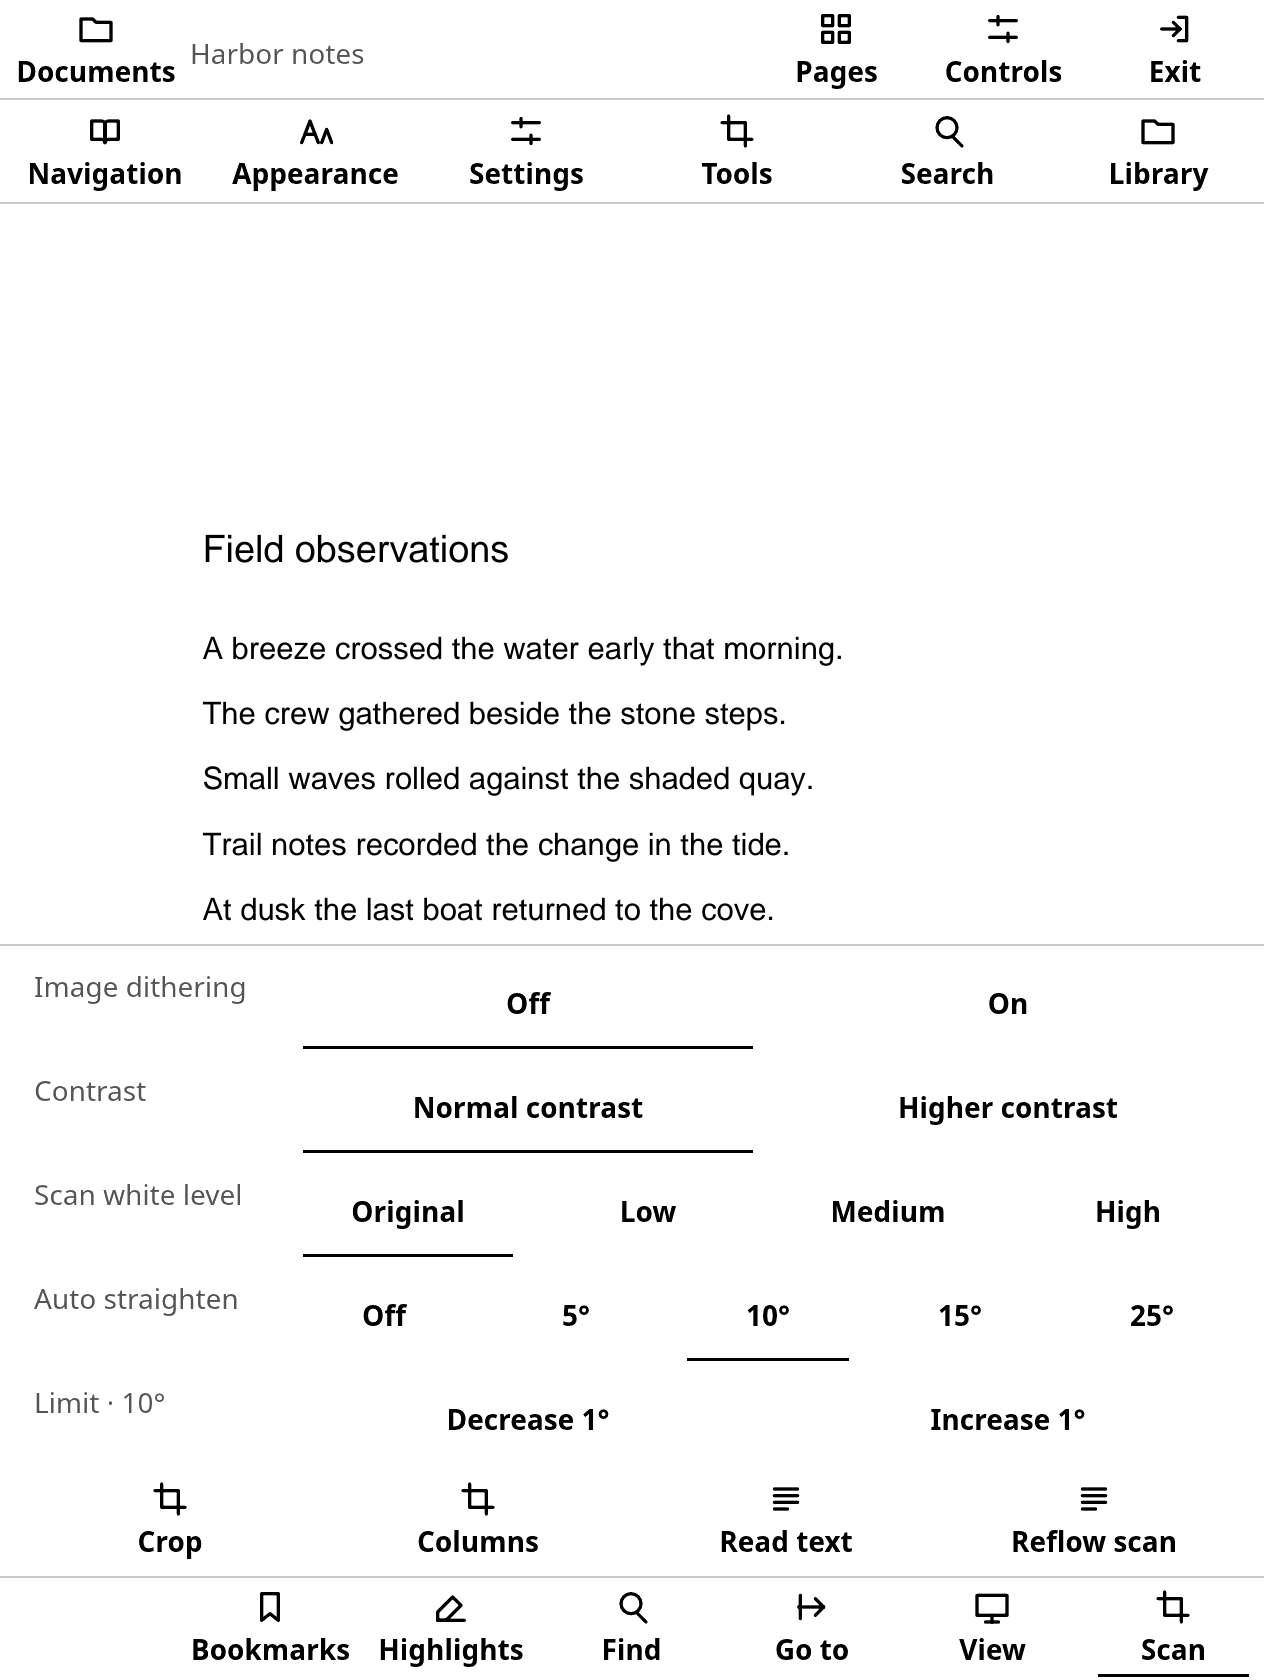 Documents Harbor notes Pages Controls Exit
Navigation Appearance Settings Tools Search Library
Field observations
A breeze crossed the water early that morning.
The crew gathered beside the stone steps.
Small waves rolled against the shaded quay.
Trail notes recorded the change in the tide.
At dusk the last boat returned to the cove.
Image dithering Off On
Contrast Normal contrast Higher contrast
Scan white level Original Low Medium High
Auto straighten Off 5° 10° 15° 25°
Limit · 10° Decrease 1° Increase 1°
Crop Columns Read text Reflow scan
Bookmarks Highlights Find Go to View Scan